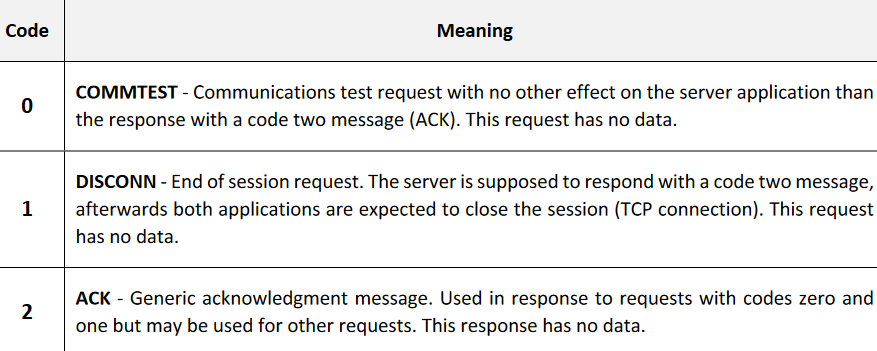 Code Meaning
0 COMMTEST - Communications test request with no other effect on the server application than
the response with a code two message (ACK). This request has no data.
1 DISCONN - End of session request. The server is supposed to respond with a code two message,
afterwards both applications are expected to close the session (TCP connection). This request
has no data.
2 ACK - Generic acknowledgment message. Used in response to requests with codes zero and
one but may be used for other requests. This response has no data.